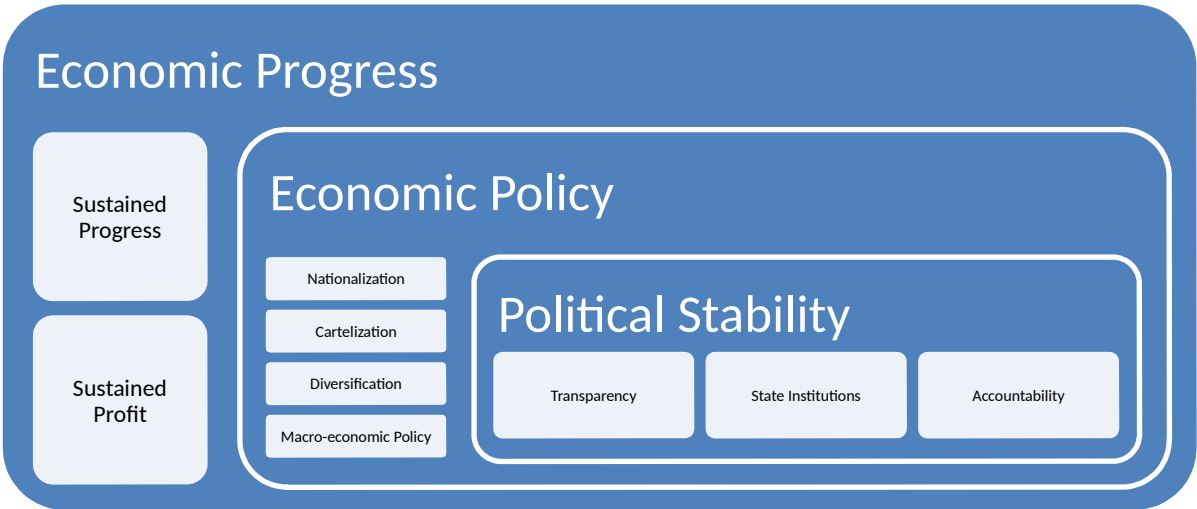 Economic Progress
Sustained
Progress
Sustained
Profit
Economic Policy
Nationalization
Cartelization
Diversification
Macro-economic Policy
Political Stability
Transparency
State Institutions
Accountability